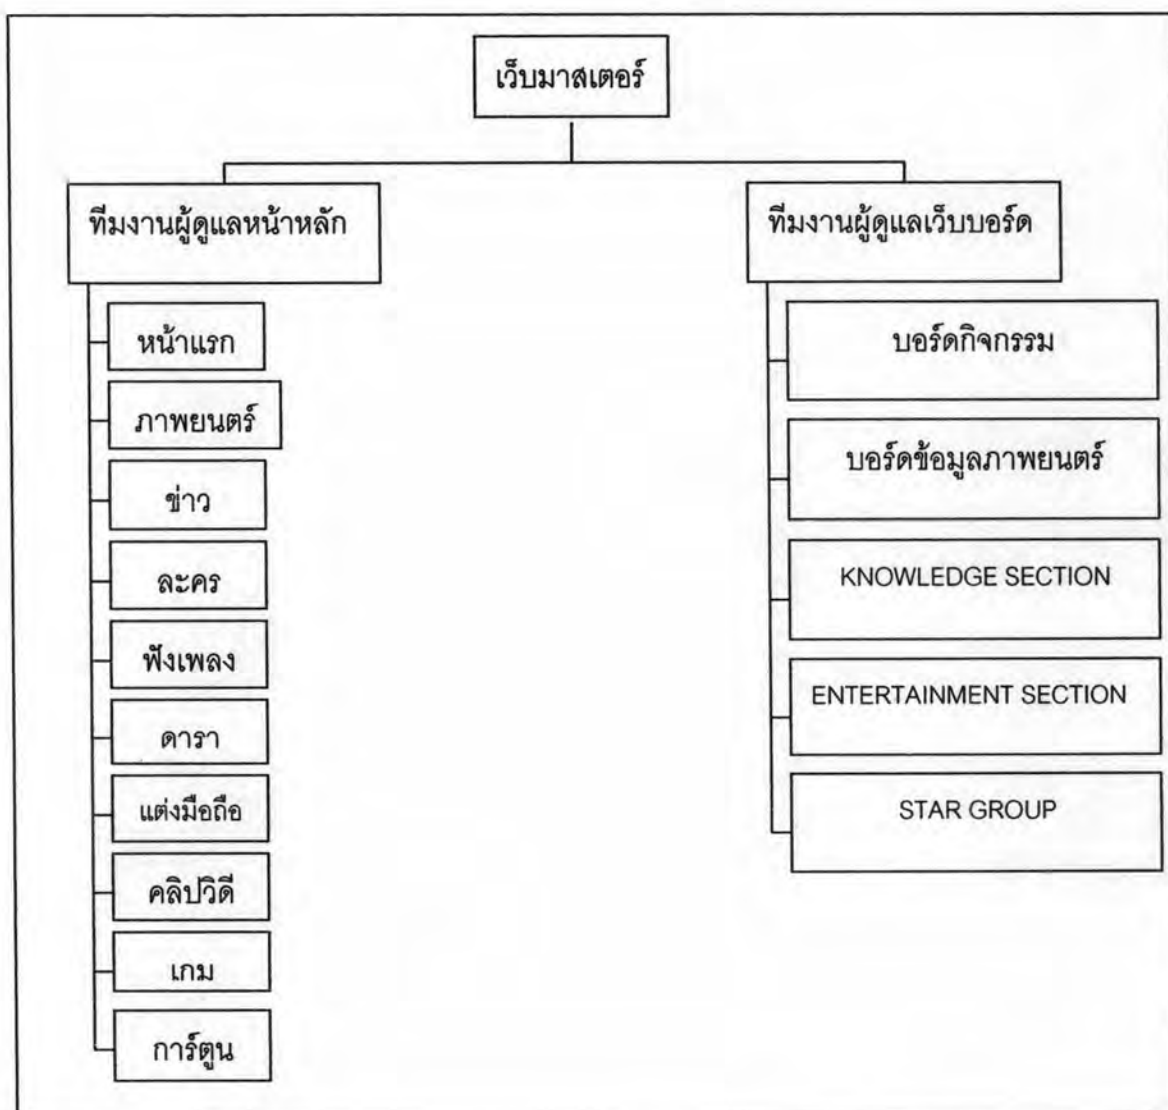 เว็บมาสเตอร์
ทีมงานผู้ดูแลหน้าหลัก
หน้าแรก
ภาพยนตร์
ข่าว
ละคร
ฟังเพลง
ดารา
แต่งมือถือ
คลิปวิดี
เกม
การ์ตูน
ทีมงานผู้ดูแลเว็บบอร์ด
บอร์ดกิจกรรม
บอร์ดข้อมูลภาพยนตร์
KNOWLEDGE SECTION
ENTERTAINMENT SECTION
STAR GROUP